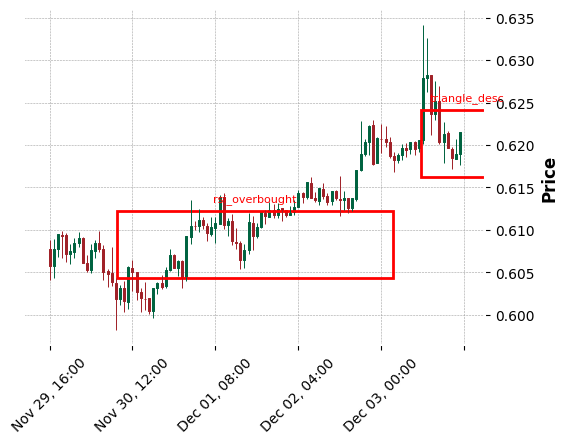 0.635
0.630
triangle_desc
0.625
0.620
Price
0.615
rsi_overbought
0.610
0.605
0.600
Nov 29, 16:00
Nov 30, 12:00
Dec 01, 08:00
Dec 02, 04:00
Dec 03, 00:00